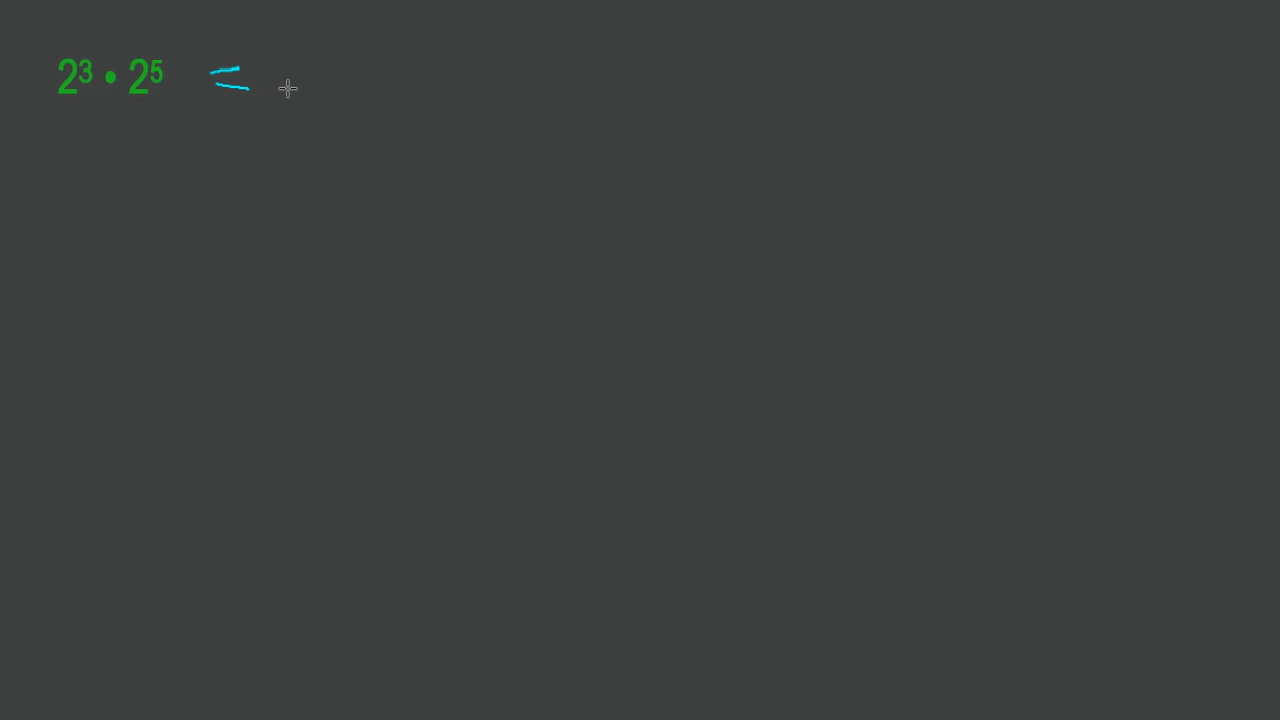 2³ • 2⁵ =